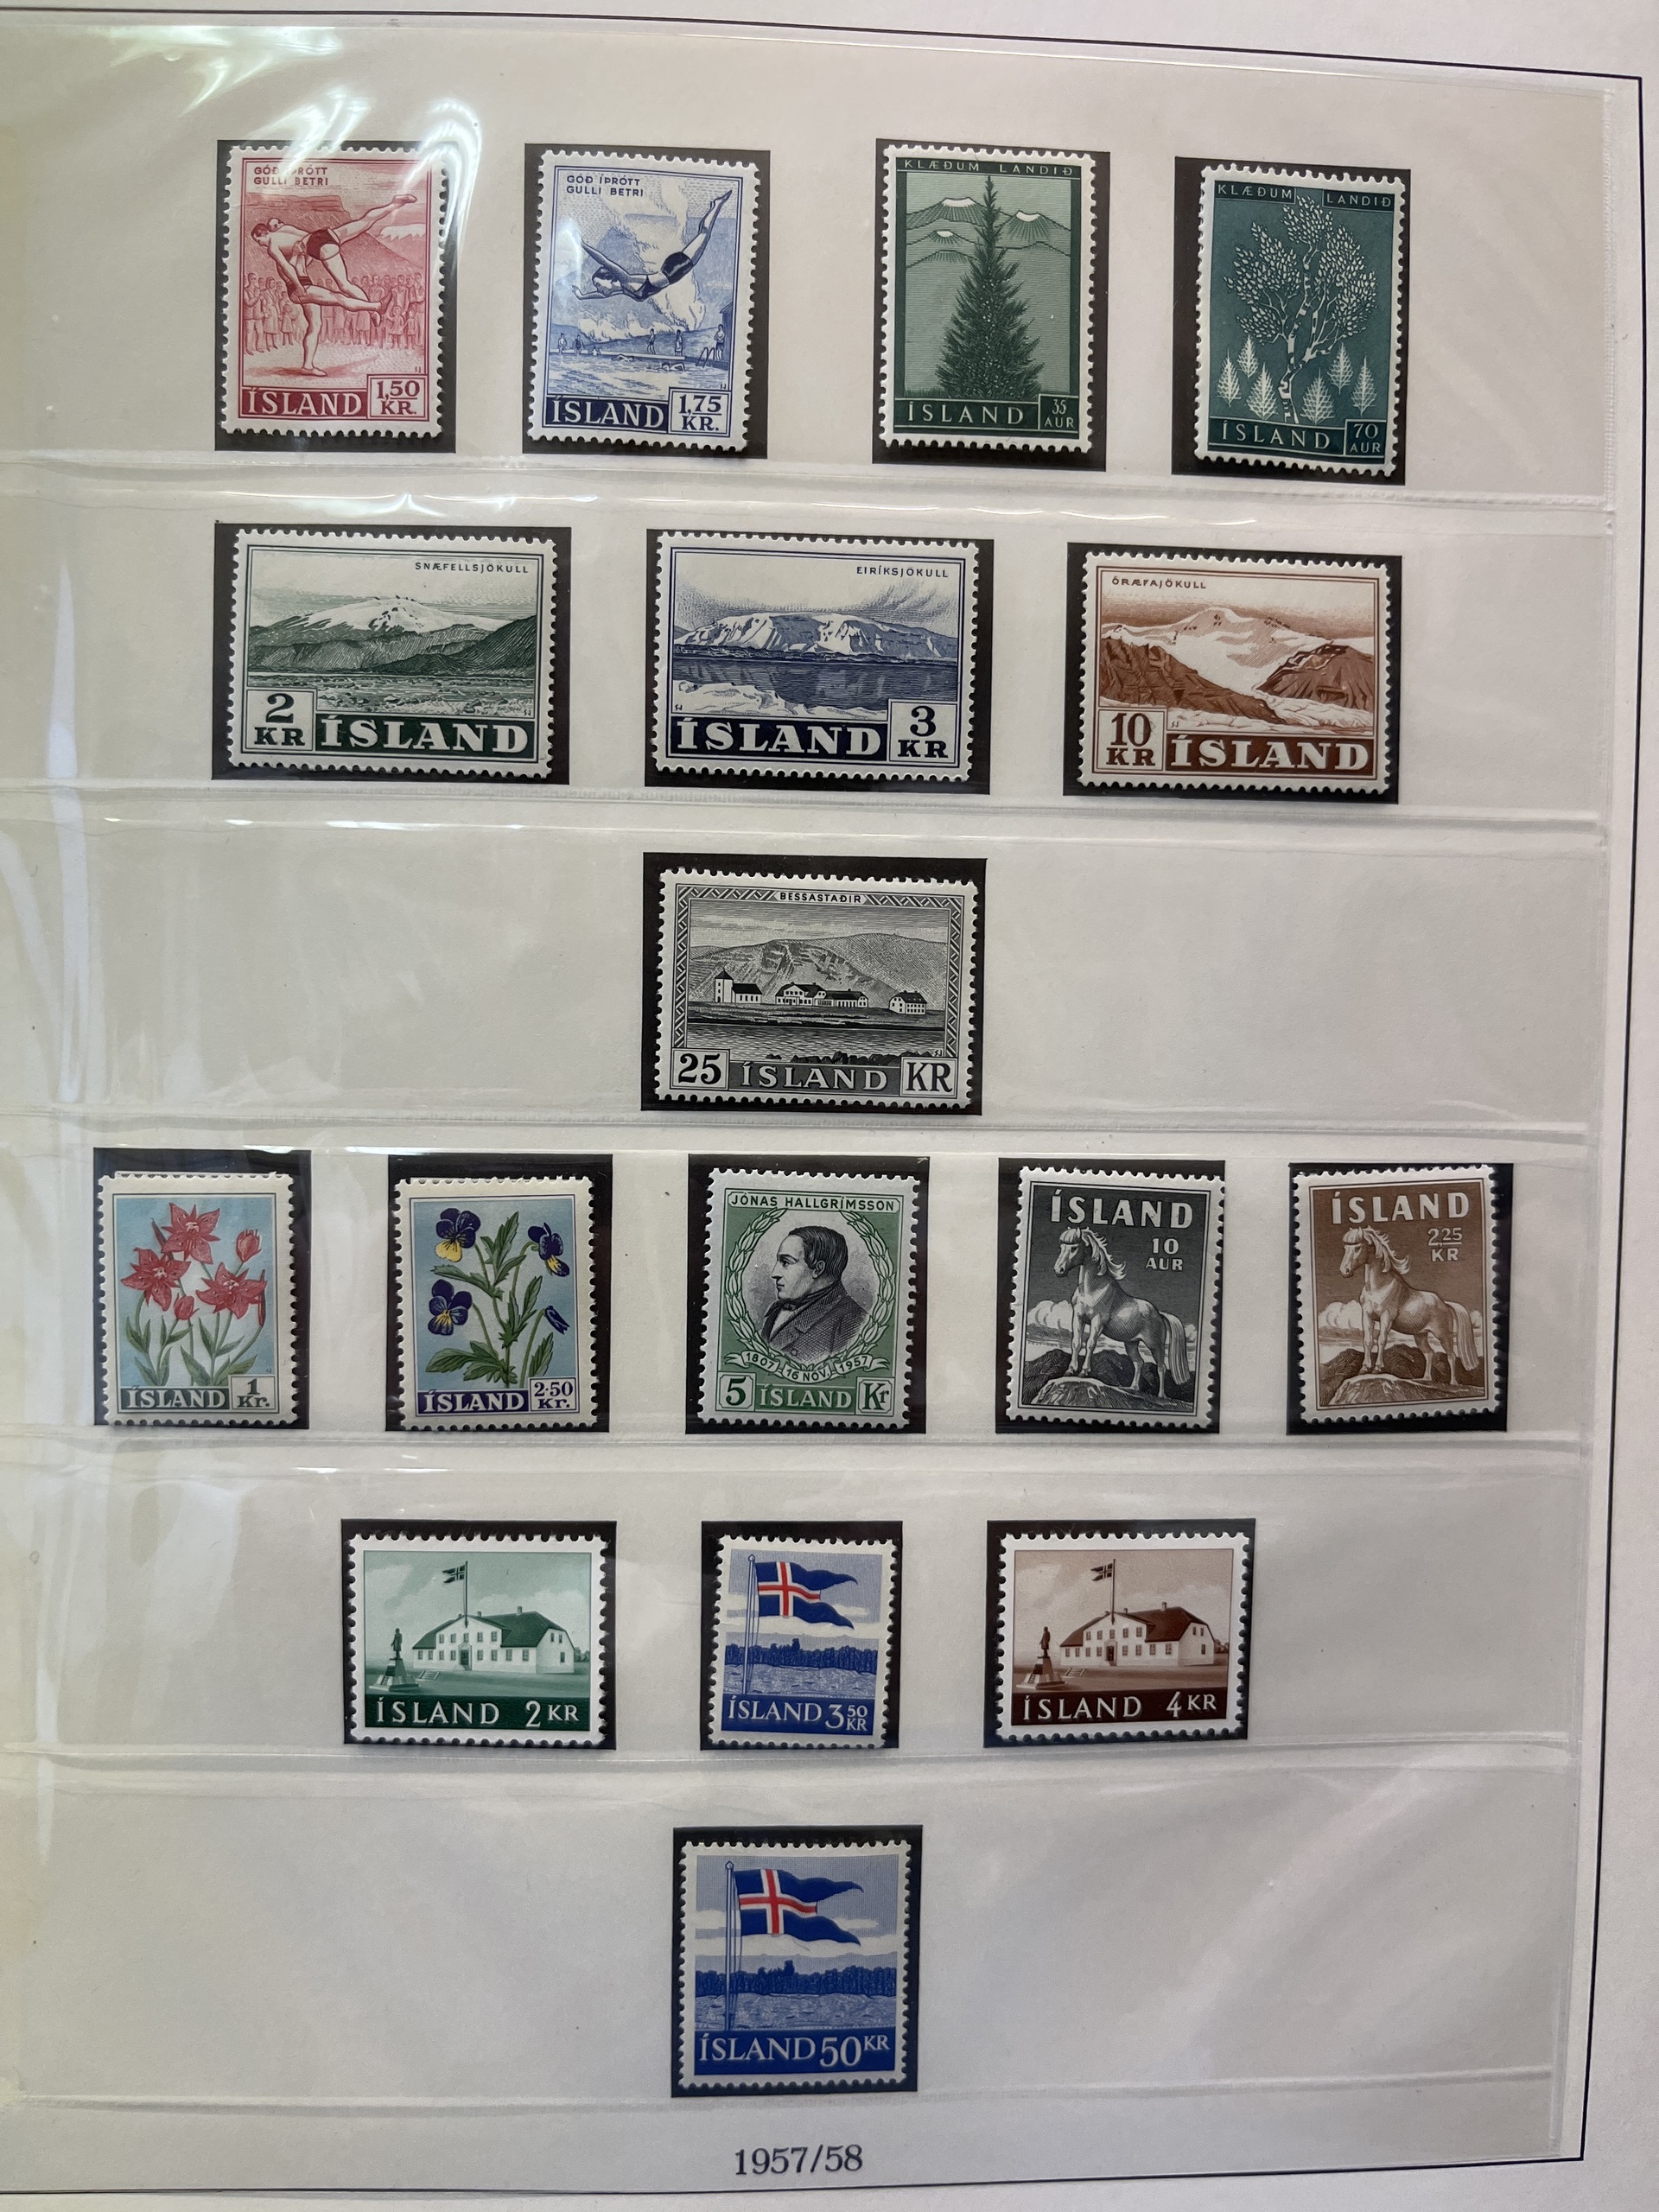 GÓÐ ÍÞRÓTT
GULLI BETRI
ÍSLAND 1,50 KR.
GÓÐ ÍÞRÓTT
GULLI BETRI
ÍSLAND 1,75 KR.
KLÆÐUM LANDIÐ
ÍSLAND 35 AUR
KLÆÐUM LANDIÐ
ÍSLAND 70 AUR
SNÆFELLSJÖKULL
2 KR ÍSLAND
EIRÍKSJÖKULL
ÍSLAND 3 KR
ÖRÆFAJÖKULL
10 KR ÍSLAND
BESSASTAÐIR
25 ÍSLAND KR
ÍSLAND 1 Kr.
ÍSLAND 2·50 Kr.
JÓNAS HALLGRÍMSSON
1807 16 NÓV. 1957
5 ÍSLAND Kr
ÍSLAND
10
AUR
ÍSLAND
2,25
KR
ÍSLAND 2 KR
ÍSLAND 3 50 KR
ÍSLAND 4 KR
ÍSLAND 50 KR
1957/58